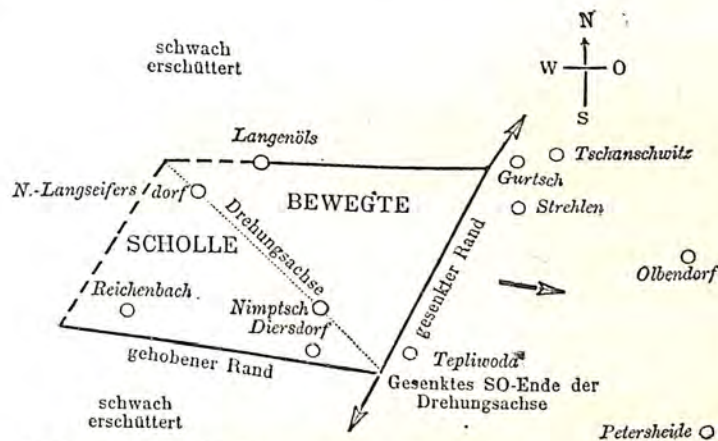 schwach
erschüttert
N
W
O
S
Langenöls
Tschanschwitz
Gurtsch
N.-Langseifersdorf
BEWEGTE
Strehlen
Drehungsachse
SCHOLLE
gesenkter Rand
Olbendorf
Reichenbach
Nimptsch
Diersdorf
gehobener Rand
Tepliwoda
Gesenktes SO-Ende der
Drehungsachse
schwach
erschüttert
Petersheide